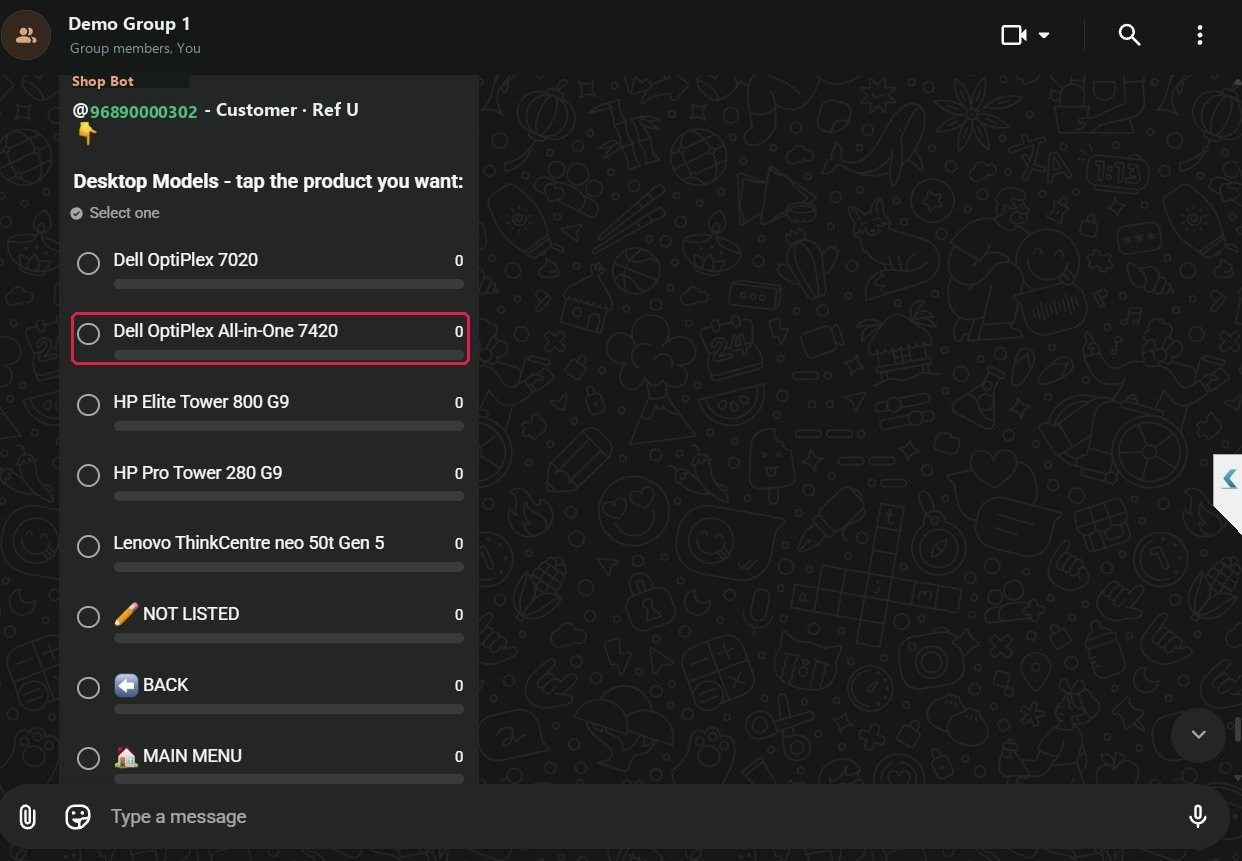 Demo Group 1
Group members, You
Shop Bot
@96890000302 - Customer · Ref U
👇
Desktop Models - tap the product you want:
Select one
Dell OptiPlex 7020 0
Dell OptiPlex All-in-One 7420 0
HP Elite Tower 800 G9 0
HP Pro Tower 280 G9 0
Lenovo ThinkCentre neo 50t Gen 5 0
✏️ NOT LISTED 0
⬅️ BACK 0
🏠 MAIN MENU 0
Type a message